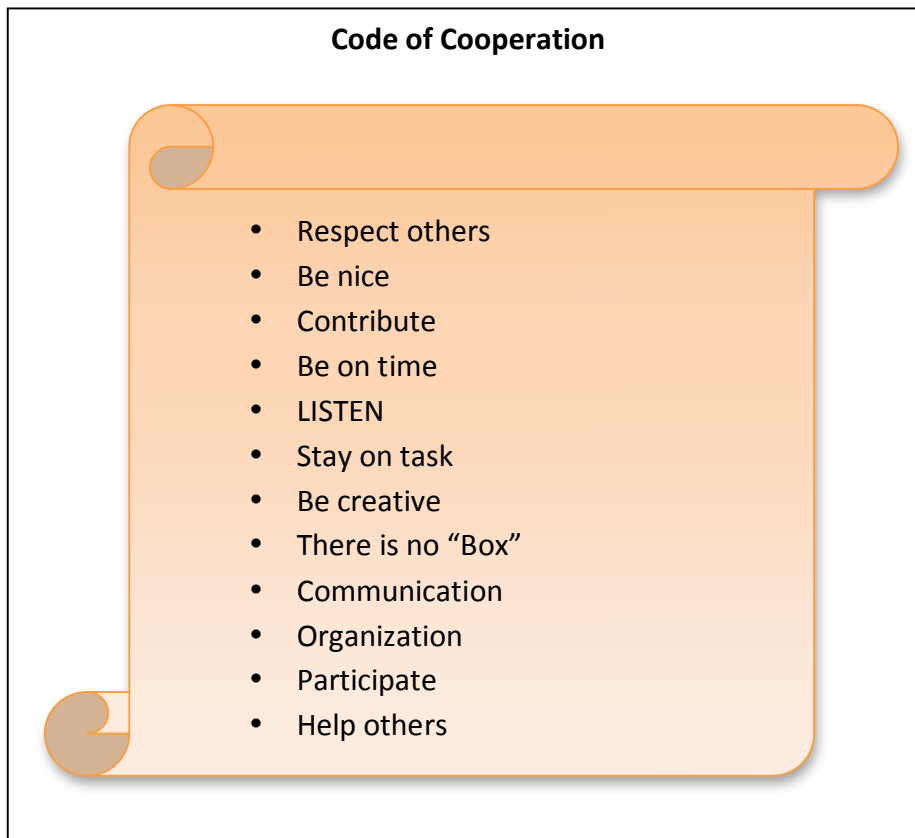 Code of Cooperation
• Respect others
• Be nice
• Contribute
• Be on time
• LISTEN
• Stay on task
• Be creative
• There is no “Box”
• Communication
• Organization
• Participate
• Help others